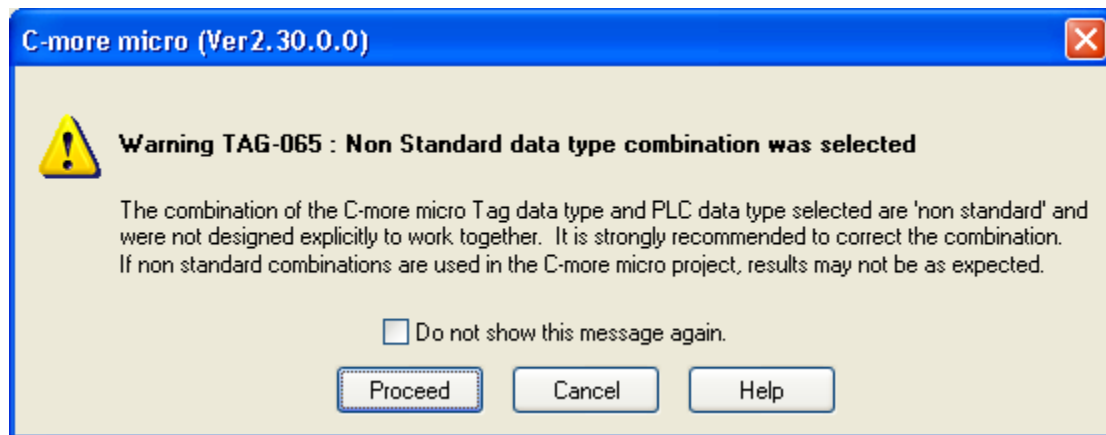 C-more micro (Ver2.30.0.0)
Warning TAG-065 : Non Standard data type combination was selected
The combination of the C-more micro Tag data type and PLC data type selected are 'non standard' and
were not designed explicitly to work together. It is strongly recommended to correct the combination.
If non standard combinations are used in the C-more micro project, results may not be as expected.
Do not show this message again.
Proceed Cancel Help